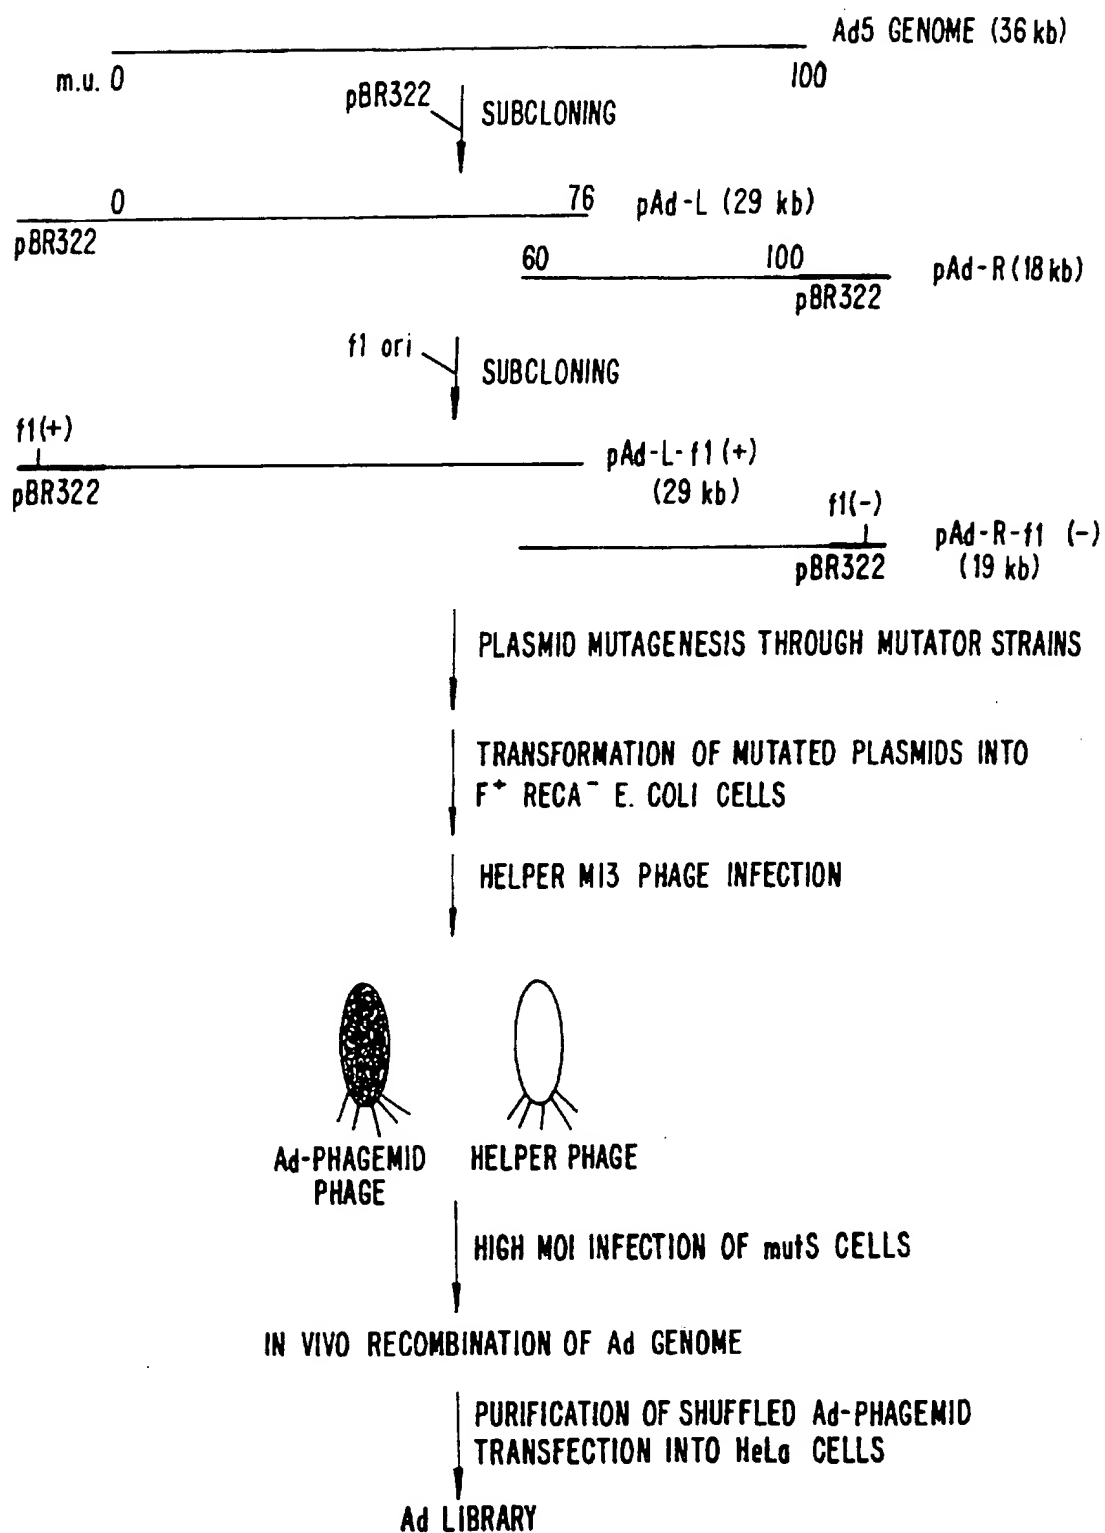 Ad5 GENOME (36 kb)
m.u. 0
100
pBR322
SUBCLONING
0
76
pAd-L (29 kb)
pBR322
60
100
pAd-R (18 kb)
pBR322
f1 ori
SUBCLONING
f1(+)
pBR322
pAd-L-f1 (+)
(29 kb)
f1(-)
pBR322
pAd-R-f1 (-)
(19 kb)
PLASMID MUTAGENESIS THROUGH MUTATOR STRAINS
TRANSFORMATION OF MUTATED PLASMIDS INTO
F⁺ RECA⁻ E. COLI CELLS
HELPER M13 PHAGE INFECTION
Ad-PHAGEMID
PHAGE
HELPER PHAGE
HIGH MOI INFECTION OF mutS CELLS
IN VIVO RECOMBINATION OF Ad GENOME
PURIFICATION OF SHUFFLED Ad-PHAGEMID
TRANSFECTION INTO HeLa CELLS
Ad LIBRARY